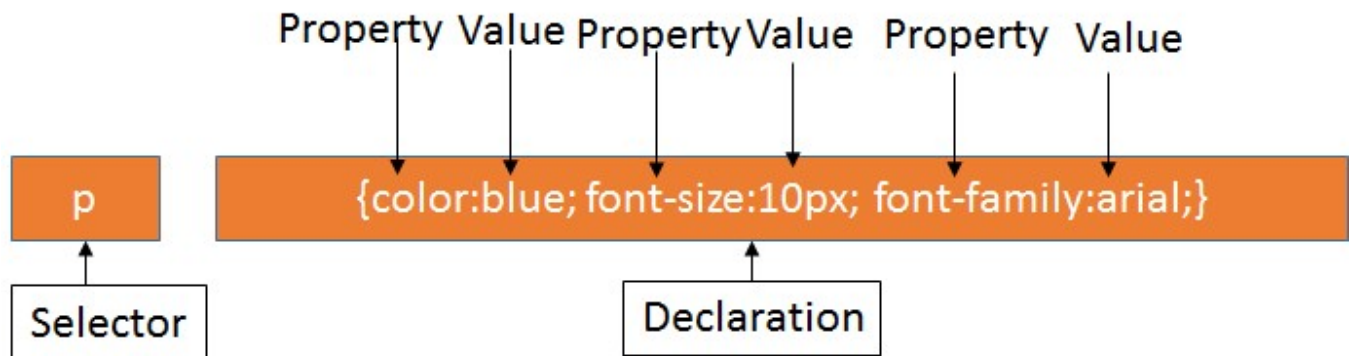 Property Value Property Value Property Value
p {color:blue; font-size:10px; font-family:arial;}
Selector Declaration